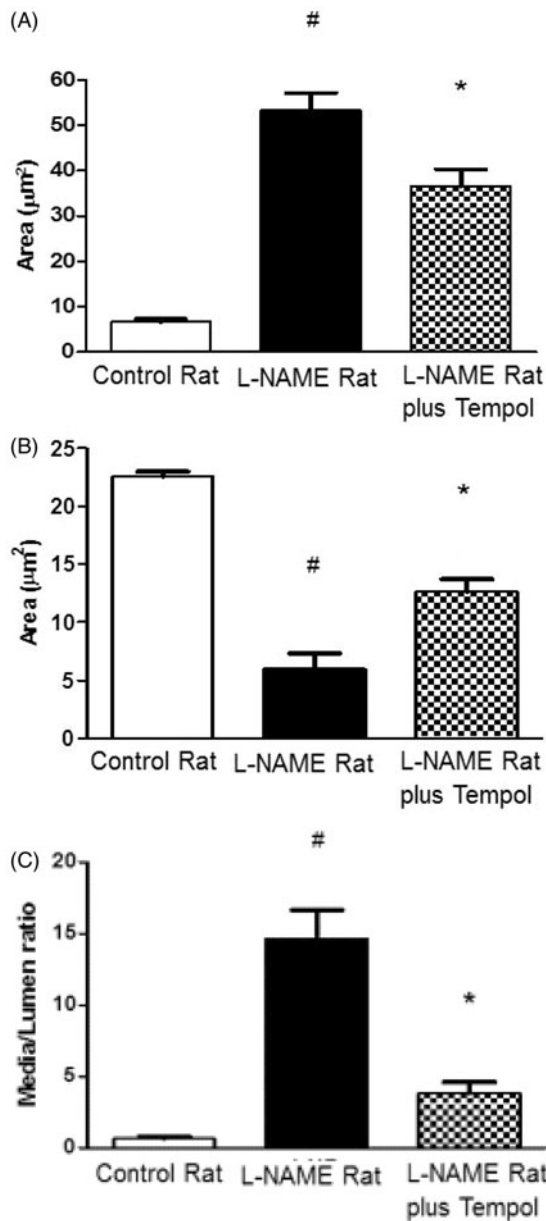 (A)
#
*
60
50
40
30
20
10
0
Area (μm²)
Control Rat
L-NAME Rat
L-NAME Rat
plus Tempol
(B)
25
20
15
10
5
0
Area (μm²)
#
*
Control Rat
L-NAME Rat
L-NAME Rat
plus Tempol
(C)
#
*
20
15
10
5
0
Media/Lumen ratio
Control Rat
L-NAME Rat
L-NAME Rat
plus Tempol